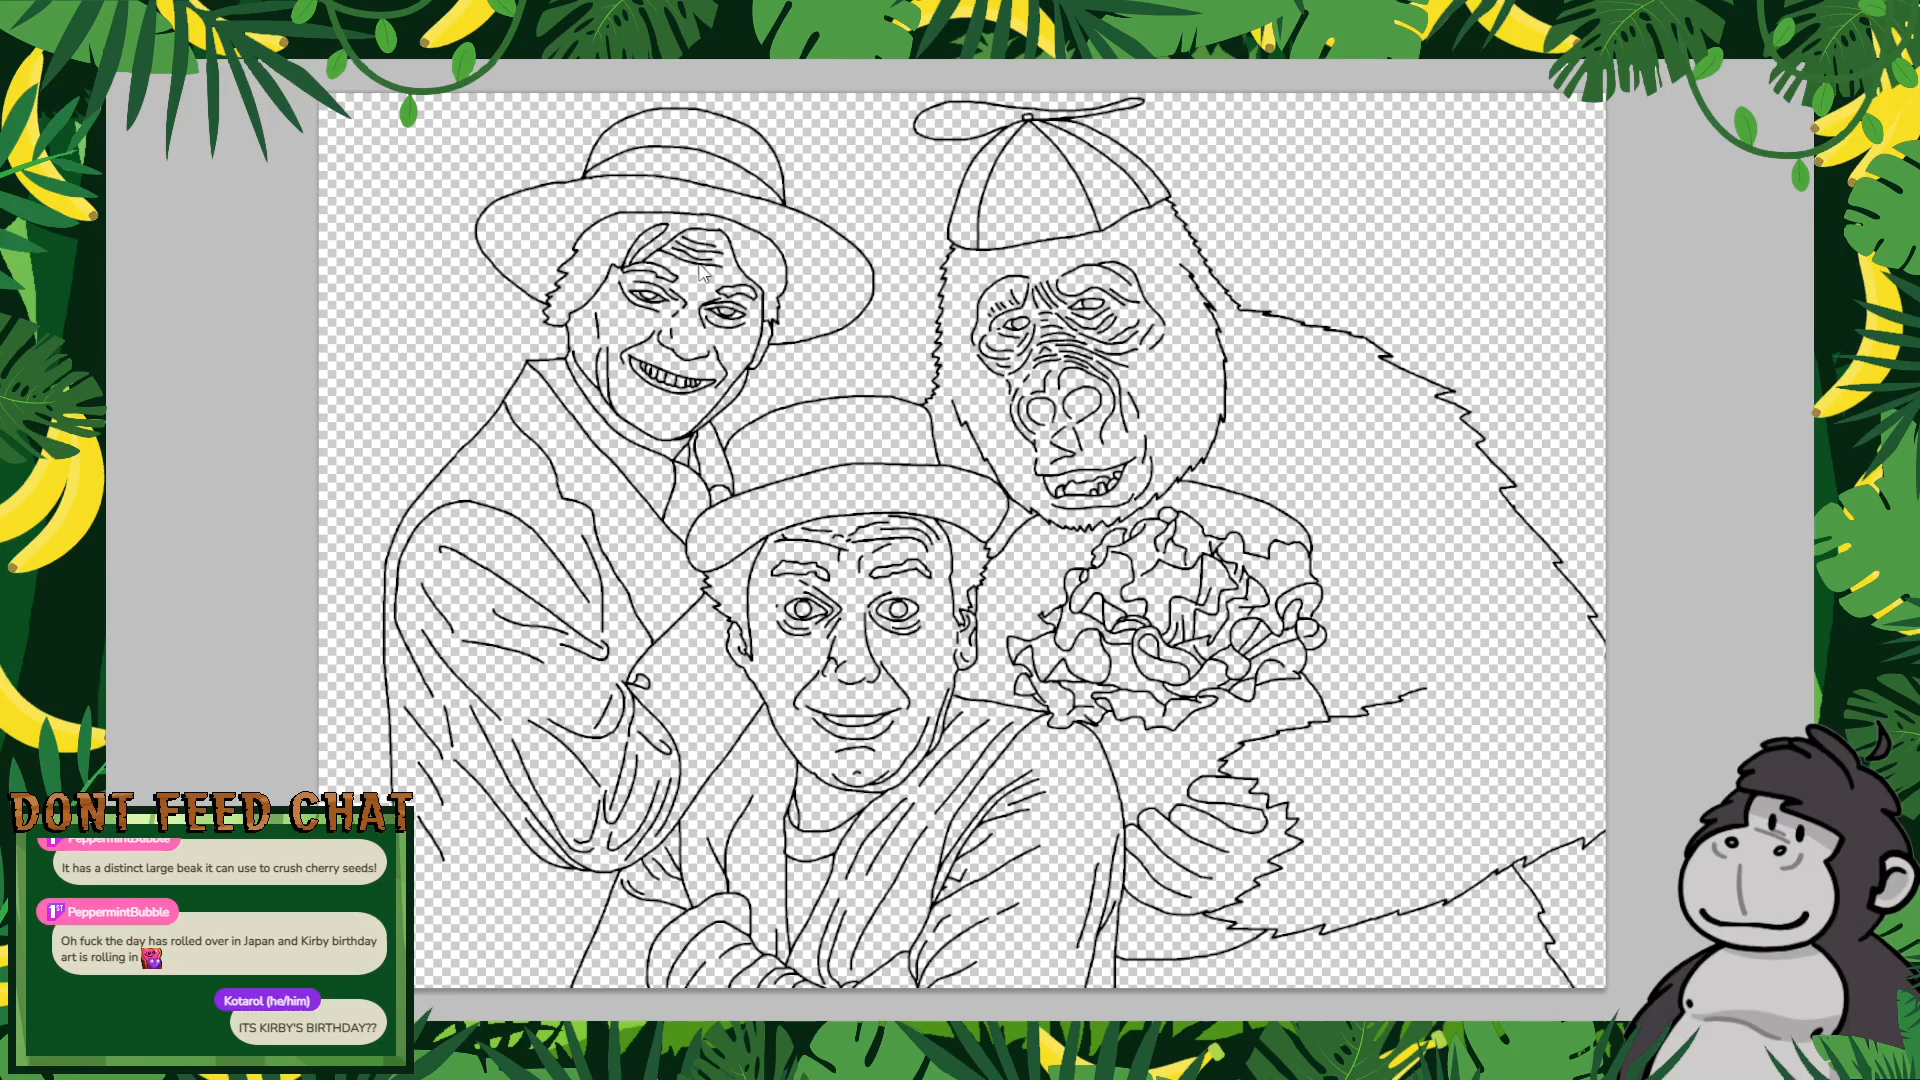 DONT FEED CHAT
1ST PeppermintBubble
It has a distinct large beak it can use to crush cherry seeds!
1ST PeppermintBubble
Oh fuck the day has rolled over in Japan and Kirby birthday
art is rolling in
Kotarol (he/him)
ITS KIRBY'S BIRTHDAY??